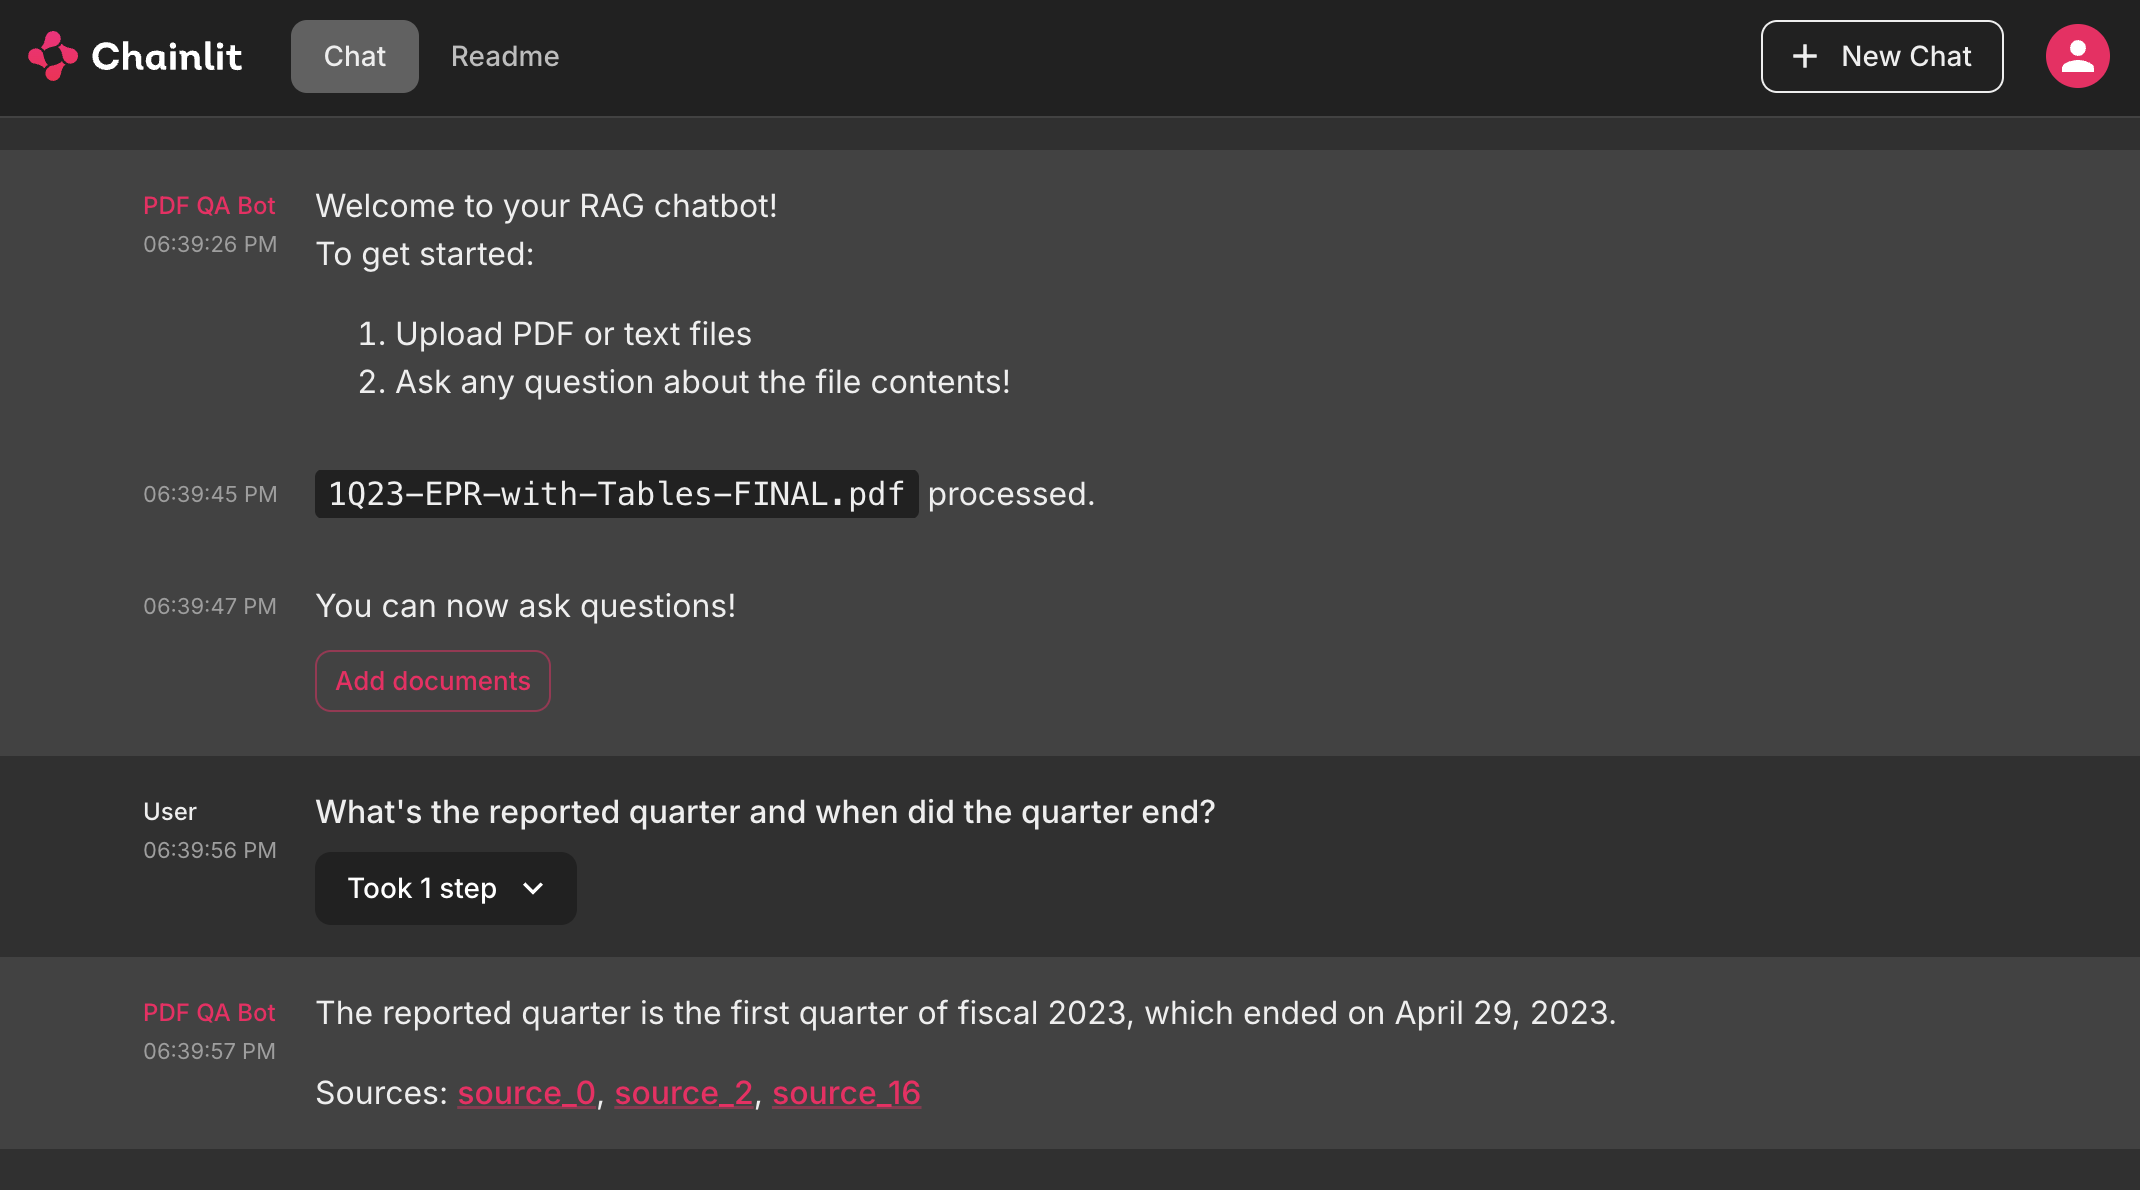 Chainlit
Chat
Readme
+ New Chat
PDF QA Bot
06:39:26 PM
Welcome to your RAG chatbot!
To get started:
1. Upload PDF or text files
2. Ask any question about the file contents!
06:39:45 PM
1Q23-EPR-with-Tables-FINAL.pdf processed.
06:39:47 PM
You can now ask questions!
Add documents
User
06:39:56 PM
What's the reported quarter and when did the quarter end?
Took 1 step
PDF QA Bot
06:39:57 PM
The reported quarter is the first quarter of fiscal 2023, which ended on April 29, 2023.
Sources: source_0, source_2, source_16